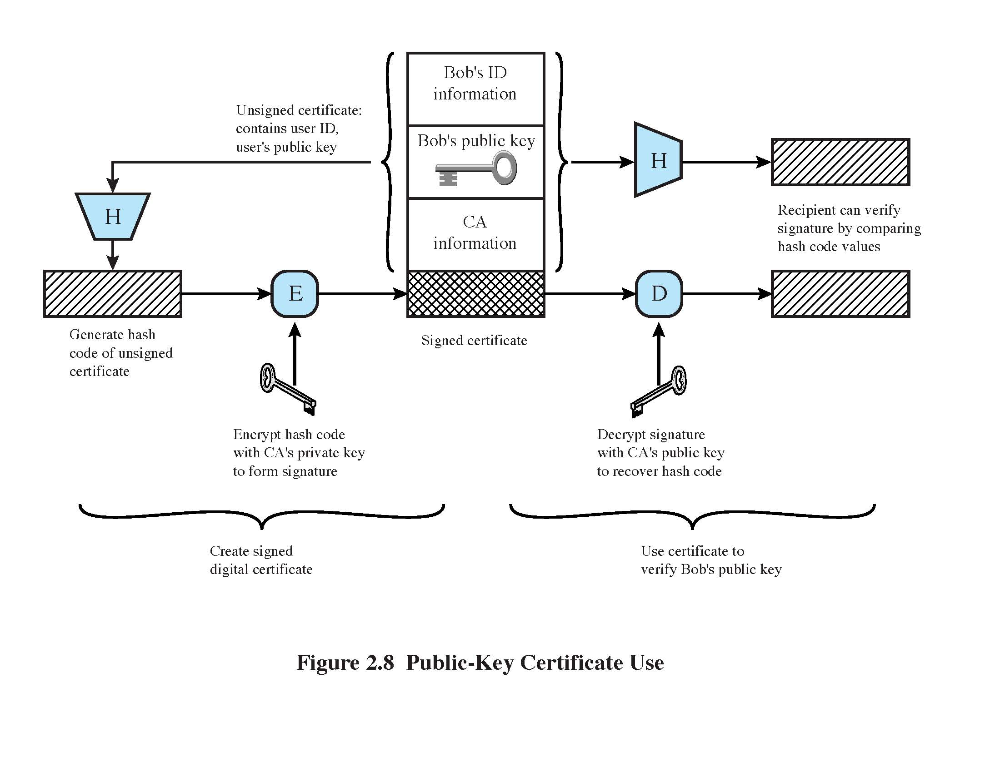 Bob's ID
information
Unsigned certificate:
contains user ID,
user's public key
Bob's public key
H
H
CA
information
Recipient can verify
signature by comparing
hash code values
E
D
Generate hash
code of unsigned
certificate
Signed certificate
Encrypt hash code
with CA's private key
to form signature
Decrypt signature
with CA's public key
to recover hash code
Create signed
digital certificate
Use certificate to
verify Bob's public key
Figure 2.8 Public-Key Certificate Use